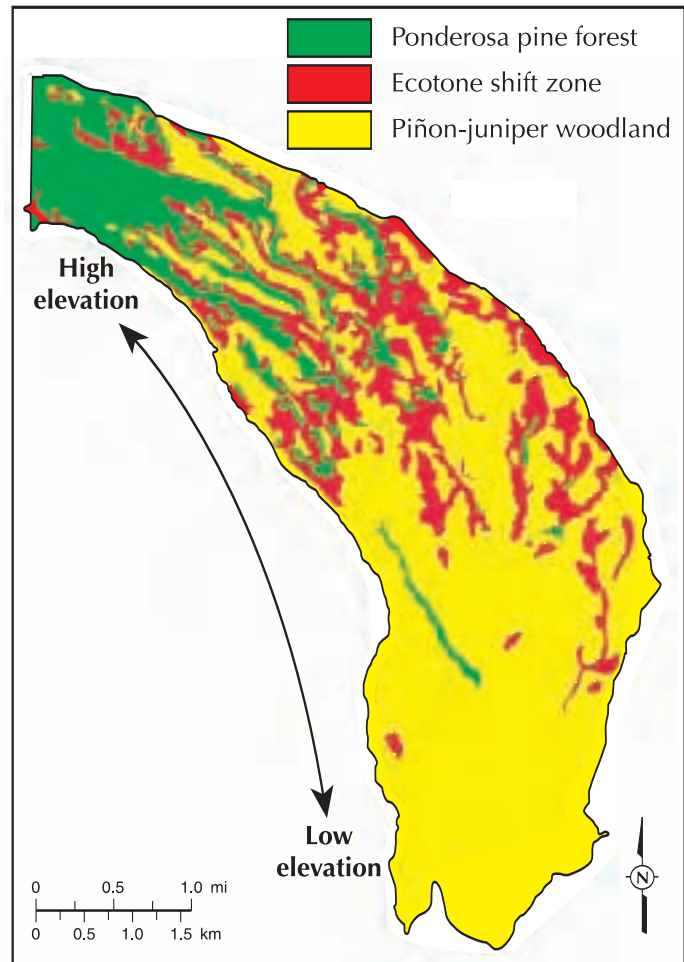 Ponderosa pine forest
Ecotone shift zone
Piñon-juniper woodland
High
elevation
Low
elevation
0 0.5 1.0 mi
0 0.5 1.0 1.5 km
N